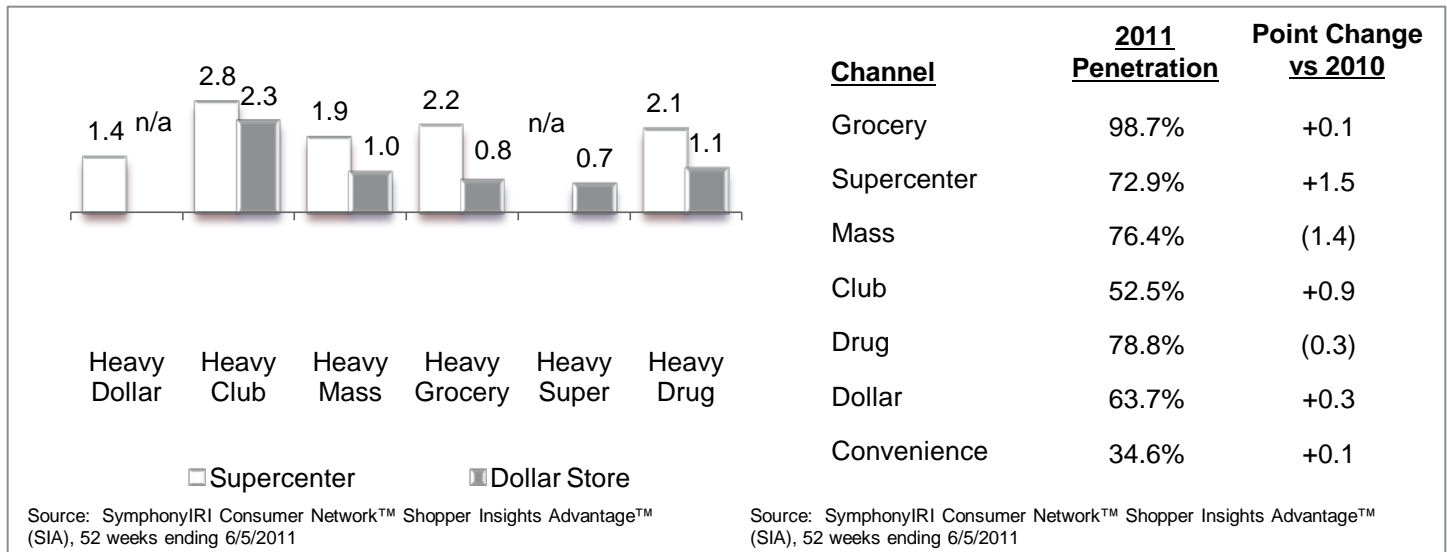 1.4
n/a
2.8
2.3
1.9
1.0
2.2
0.8
n/a
0.7
2.1
1.1
Heavy Dollar
Heavy Club
Heavy Mass
Heavy Grocery
Heavy Super
Heavy Drug
Supercenter Dollar Store
Source: SymphonyIRI Consumer Network™ Shopper Insights Advantage™
(SIA), 52 weeks ending 6/5/2011
2011 Point Change
Channel Penetration vs 2010
Grocery 98.7% +0.1
Supercenter 72.9% +1.5
Mass 76.4% (1.4)
Club 52.5% +0.9
Drug 78.8% (0.3)
Dollar 63.7% +0.3
Convenience 34.6% +0.1
Source: SymphonyIRI Consumer Network™ Shopper Insights Advantage™
(SIA), 52 weeks ending 6/5/2011